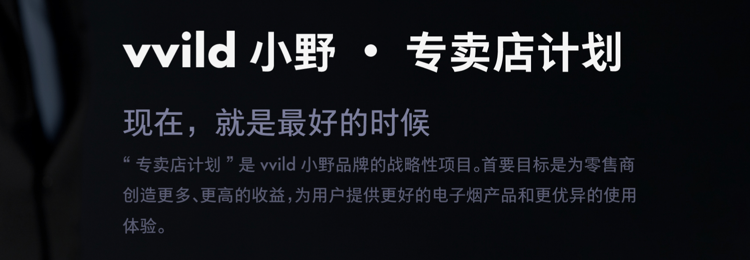 vvild 小野 • 专卖店计划
现在，就是最好的时候
“ 专卖店计划 ” 是 vvild 小野品牌的战略性项目。首要目标是为零售商
创造更多、更高的收益，为用户提供更好的电子烟产品和更优异的使用
体验。